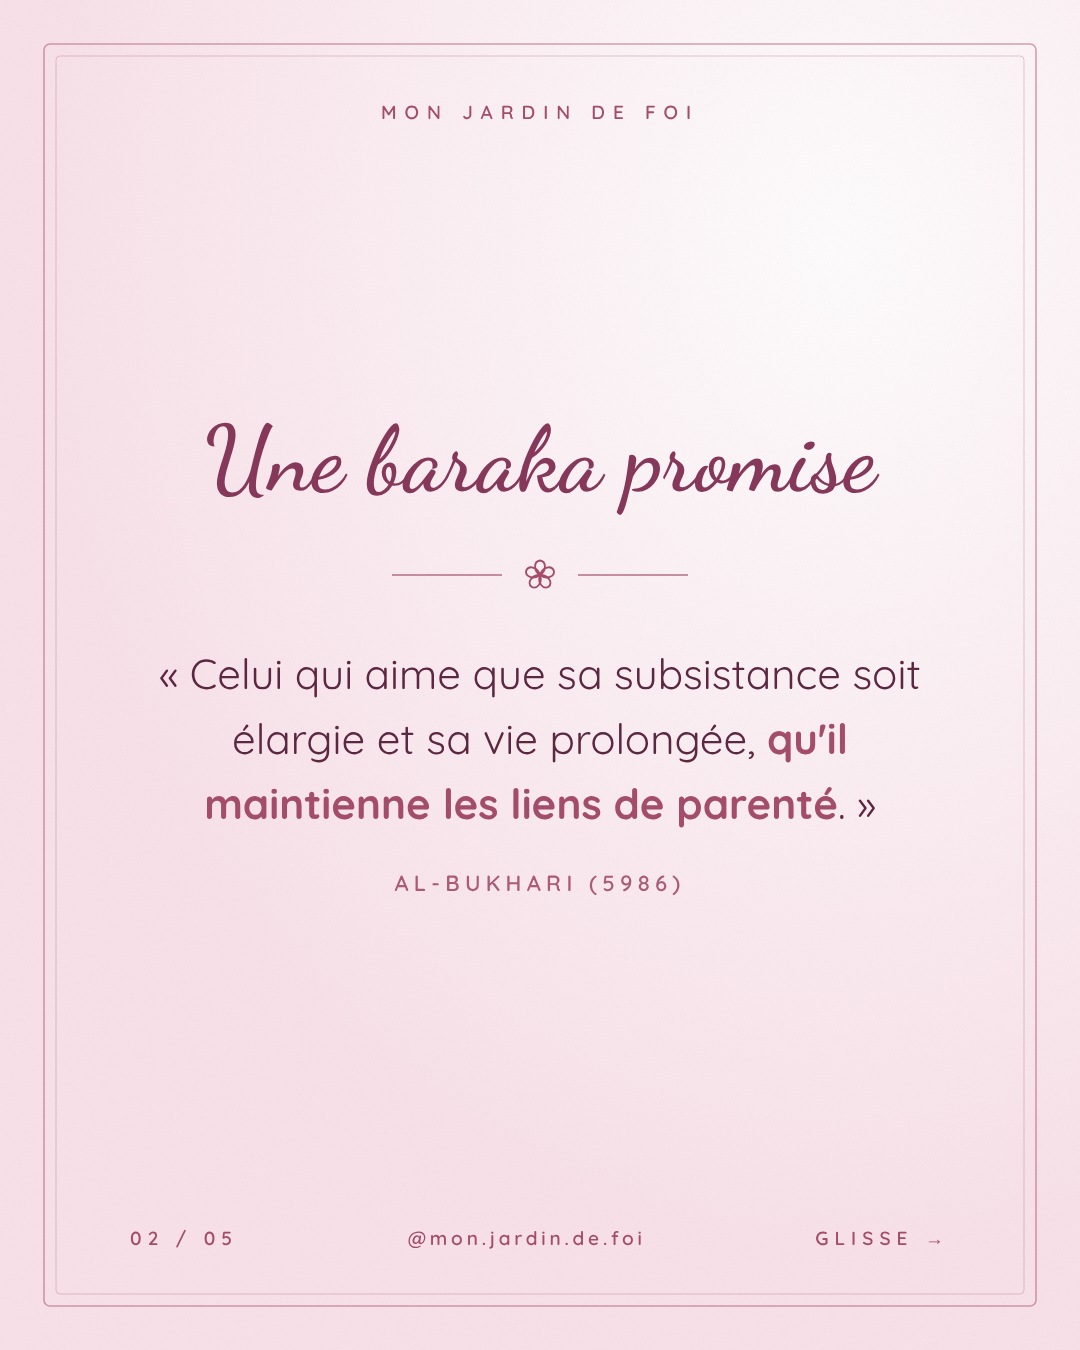 MON JARDIN DE FOI
Une baraka promise
« Celui qui aime que sa subsistance soit
élargie et sa vie prolongée, qu'il
maintienne les liens de parenté. »
AL-BUKHARI (5986)
02 / 05
@mon.jardin.de.foi
GLISSE →